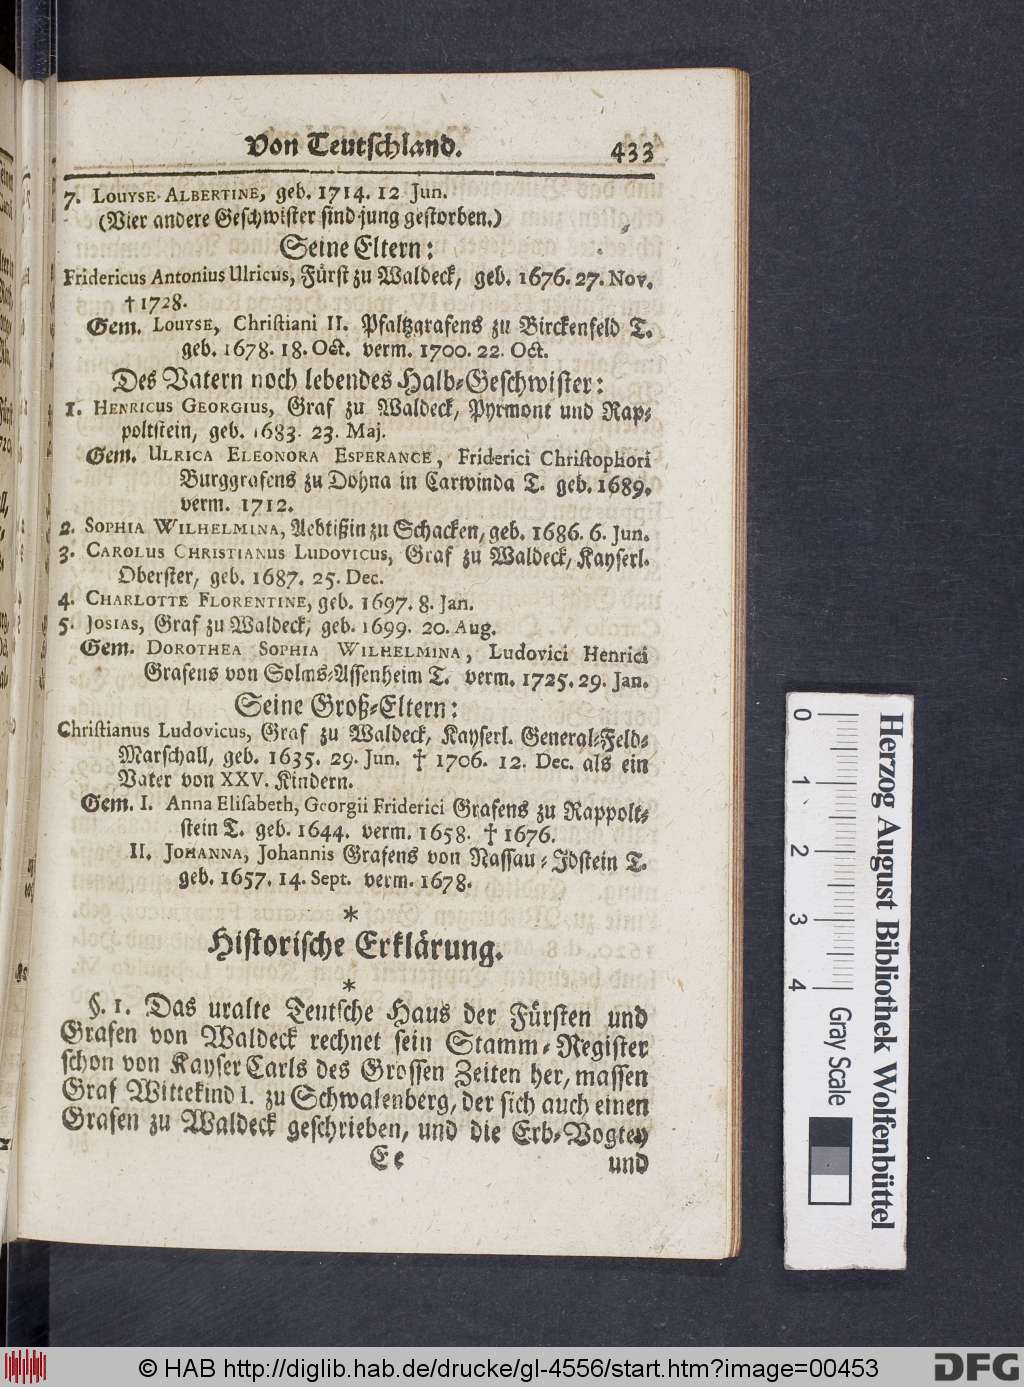 Von Teutschland. 433
7. Louyse Albertine, geb. 1714. 12 Jun.
(Vier andere Geschwister sind jung gestorben.)
Seine Eltern:
Fridericus Antonius Ulricus, Fürst zu Waldeck, geb. 1676. 27. Nov.
† 1728.
Gem. Louyse, Christiani II. Pfaltzgrafens zu Birckenfeld T.
geb. 1678. 18. Oct. verm. 1700. 22. Oct.
Des Vatern noch lebendes Halb-Geschwister:
1. Henricus Georgius, Graf zu Waldeck, Pyrmont und Rap-
poltstein, geb. 1683. 23. Maj.
Gem. Ulrica Eleonora Esperance, Friderici Christophori
Burggrafens zu Dohna in Carwinda T. geb. 1689.
verm. 1712.
2. Sophia Wilhelmina, Aebtißin zu Schacken, geb. 1686. 6. Jun.
3. Carolus Christianus Ludovicus, Graf zu Waldeck, Kayserl.
Oberster, geb. 1687. 25. Dec.
4. Charlotte Florentine, geb. 1697. 8. Jan.
5. Josias, Graf zu Waldeck, geb. 1699. 20. Aug.
Gem. Dorothea Sophia Wilhelmina, Ludovici Henrici
Grafens von Solms-Assenheim T. verm. 1725. 29. Jan.
Seine Groß-Eltern:
Christianus Ludovicus, Graf zu Waldeck, Kayserl. General-Feld-
Marschall, geb. 1635. 29. Jun. † 1706. 12. Dec. als ein
Vater von XXV. Kindern.
Gem. I. Anna Elisabeth, Georgii Friderici Grafens zu Rappolt-
stein T. geb. 1644. verm. 1658. † 1676.
II. Johanna, Johannis Grafens von Nassau-Idstein T.
geb. 1657. 14. Sept. verm. 1678.
*
Historische Erklärung.
*
§. 1. Das uralte Teutsche Haus der Fürsten und
Grafen von Waldeck rechnet sein Stamm-Register
schon von Kayser Carls des Grossen Zeiten her, massen
Graf Wittekind I. zu Schwalenberg, der sich auch einen
Grafen zu Waldeck geschrieben, und die Erb-Vogtey
Ee und
0 1 2 3 4 Gray Scale
Herzog August Bibliothek Wolfenbüttel
© HAB http://diglib.hab.de/drucke/gl-4556/start.htm?image=00453
DFG